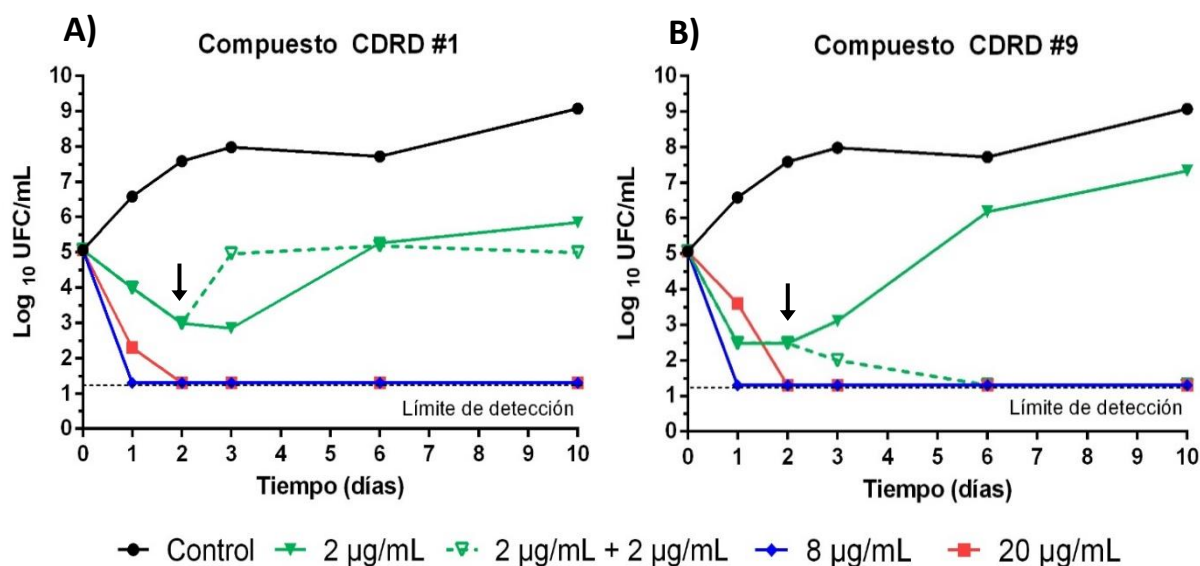 A)
Compuesto CDRD #1
10
9
8
7
6
5
4
3
2
1
0
Log 10 UFC/mL
Límite de detección
0 1 2 3 4 5 6 7 8 9 10
Tiempo (días)
B)
Compuesto CDRD #9
10
9
8
7
6
5
4
3
2
1
0
Log 10 UFC/mL
Límite de detección
0 1 2 3 4 5 6 7 8 9 10
Tiempo (días)
Control 2 µg/mL 2 µg/mL + 2 µg/mL 8 µg/mL 20 µg/mL